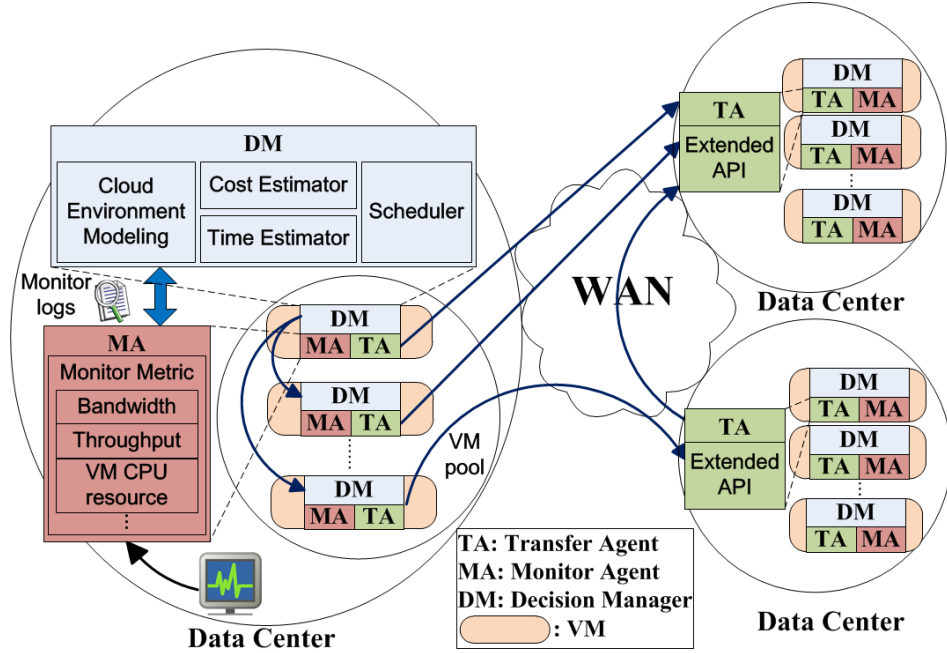 DM
Cloud
Environment
Modeling
Cost Estimator
Time Estimator
Scheduler
Monitor
logs
MA
Monitor Metric
Bandwidth
Throughput
VM CPU
resource
⋮
DM
MA TA
DM
MA TA
⋮
DM
MA TA
VM
pool
Data Center
WAN
TA
Extended
API
DM
TA MA
DM
TA MA
⋮
DM
TA MA
Data Center
TA
Extended
API
DM
TA MA
DM
TA MA
⋮
DM
TA MA
Data Center
TA: Transfer Agent
MA: Monitor Agent
DM: Decision Manager
: VM